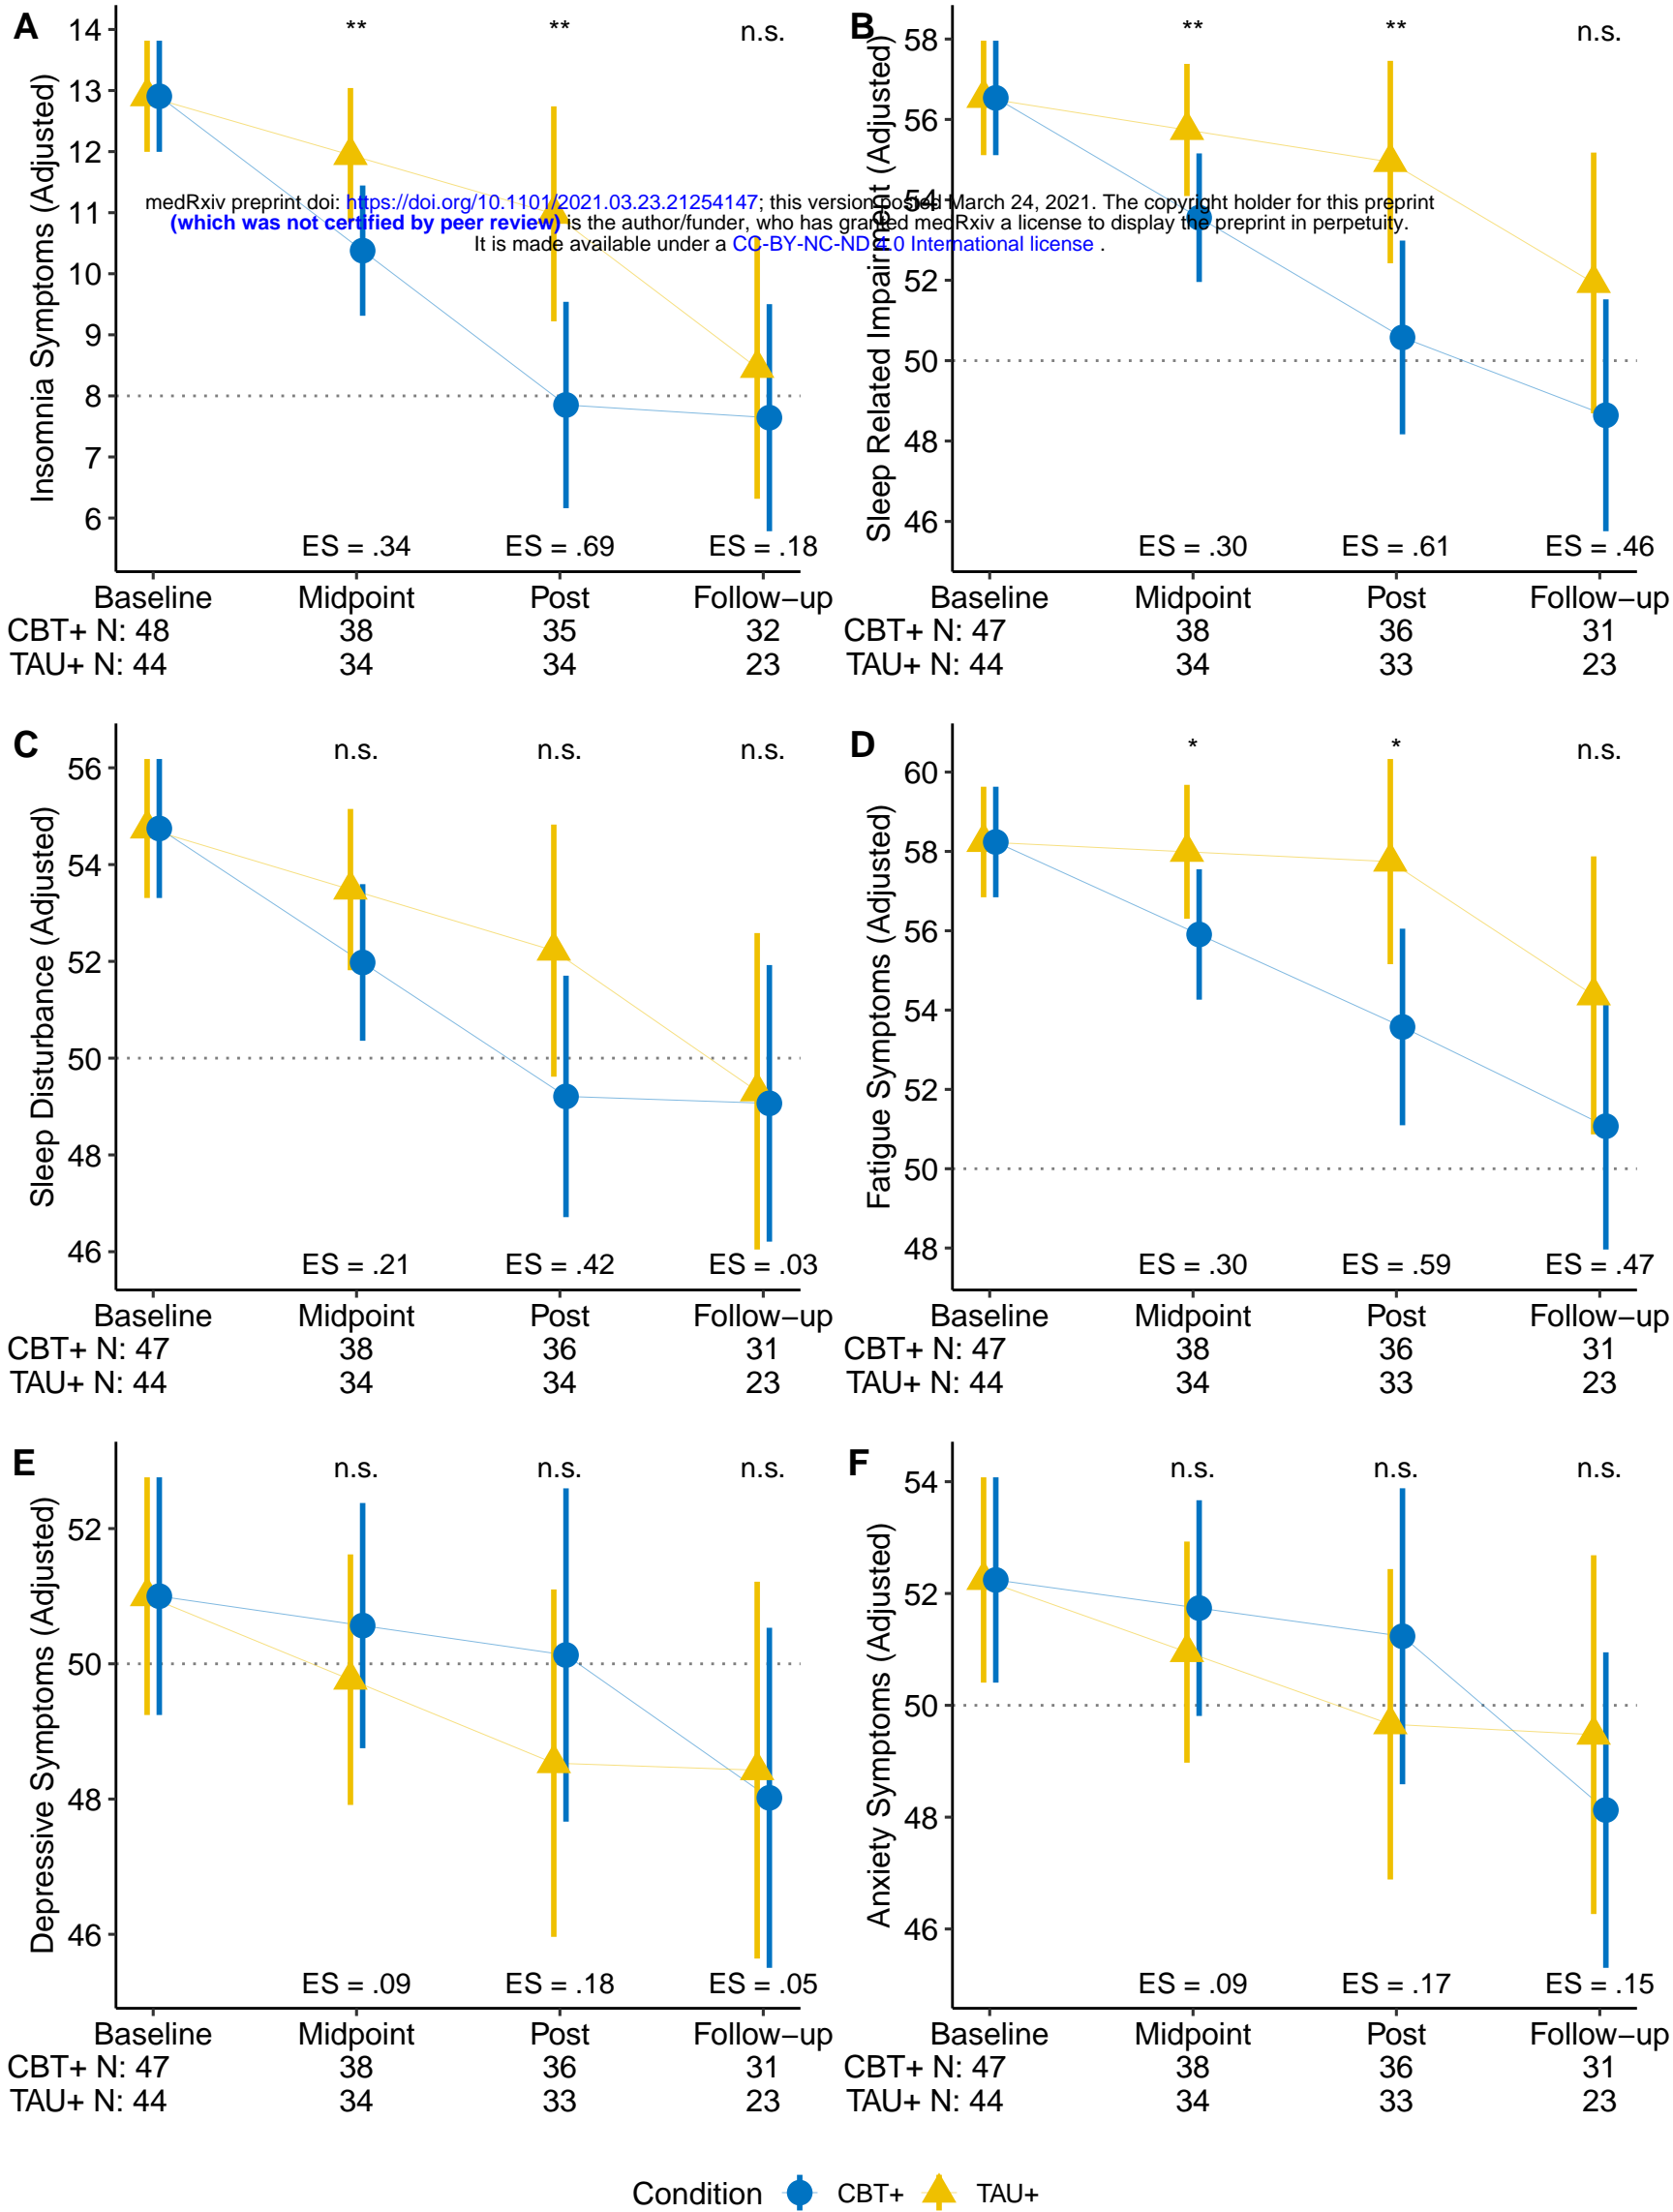 A
14
13
12
11
10
9
8
7
6
Insomnia Symptoms (Adjusted)
** ** n.s.
ES = .34 ES = .69 ES = .18
Baseline Midpoint Post Follow−up
CBT+ N: 48 38 35 32
TAU+ N: 44 34 34 23
B
58
56
54
52
50
48
46
Sleep Related Impairment (Adjusted)
** ** n.s.
ES = .30 ES = .61 ES = .46
Baseline Midpoint Post Follow−up
CBT+ N: 47 38 36 31
TAU+ N: 44 34 33 23
medRxiv preprint doi: https://doi.org/10.1101/2021.03.23.21254147; this version posted March 24, 2021. The copyright holder for this preprint
(which was not certified by peer review) is the author/funder, who has granted medRxiv a license to display the preprint in perpetuity.
It is made available under a CC-BY-NC-ND 4.0 International license .
C
56
54
52
50
48
46
Sleep Disturbance (Adjusted)
n.s. n.s. n.s.
ES = .21 ES = .42 ES = .03
Baseline Midpoint Post Follow−up
CBT+ N: 47 38 36 31
TAU+ N: 44 34 34 23
D
60
58
56
54
52
50
48
Fatigue Symptoms (Adjusted)
* * n.s.
ES = .30 ES = .59 ES = .47
Baseline Midpoint Post Follow−up
CBT+ N: 47 38 36 31
TAU+ N: 44 34 33 23
E
52
50
48
46
Depressive Symptoms (Adjusted)
n.s. n.s. n.s.
ES = .09 ES = .18 ES = .05
Baseline Midpoint Post Follow−up
CBT+ N: 47 38 36 31
TAU+ N: 44 34 33 23
F
54
52
50
48
46
Anxiety Symptoms (Adjusted)
n.s. n.s. n.s.
ES = .09 ES = .17 ES = .15
Baseline Midpoint Post Follow−up
CBT+ N: 47 38 36 31
TAU+ N: 44 34 33 23
Condition CBT+ TAU+